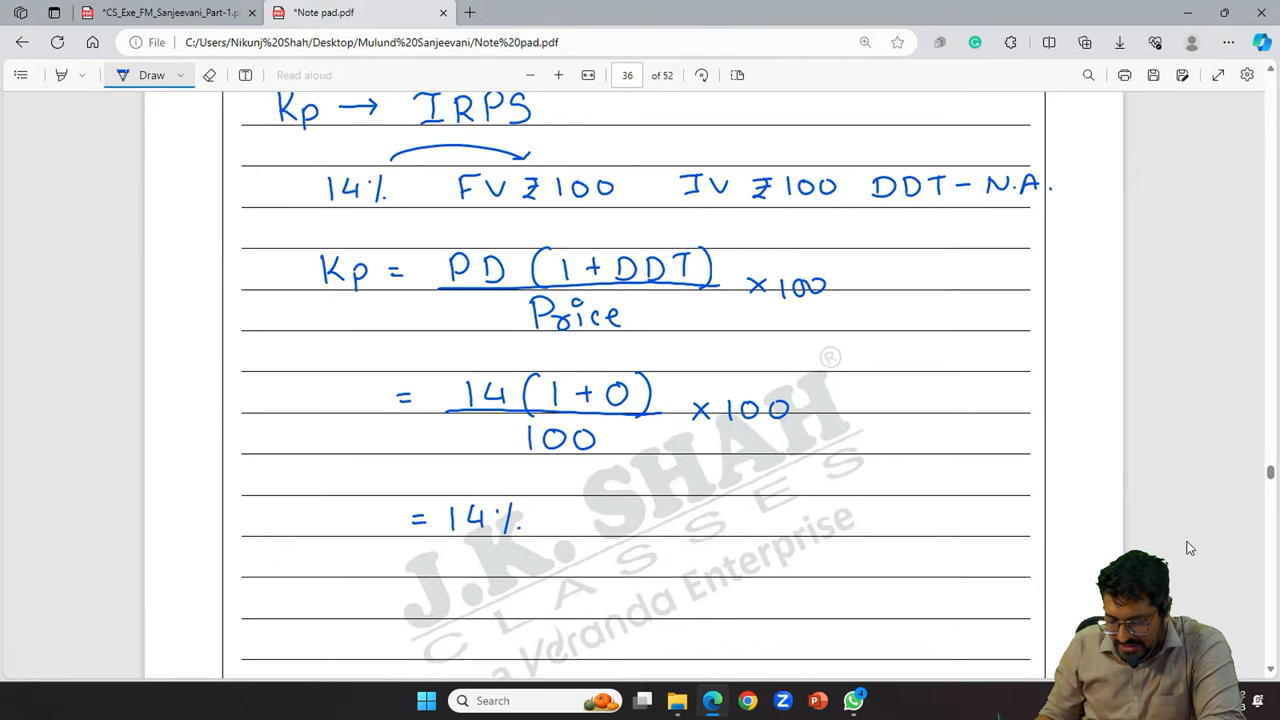 *CS_Exe_FM_Sanjeevani_Part-1.p
*Note pad.pdf
File C:/Users/Nikunj%20Shah/Desktop/Mulund%20Sanjeevani/Note%20pad.pdf
Draw Read aloud 36 of 52
Kp → IRPS
14% FV ₹100 IV ₹100 DDT - N.A.
Kp = PD (1 + DDT) × 100
Price
= 14 (1 + 0) × 100
100
= 14%
J.K. SHAH ®
CLASSES
a Veranda Enterprise
Search
4